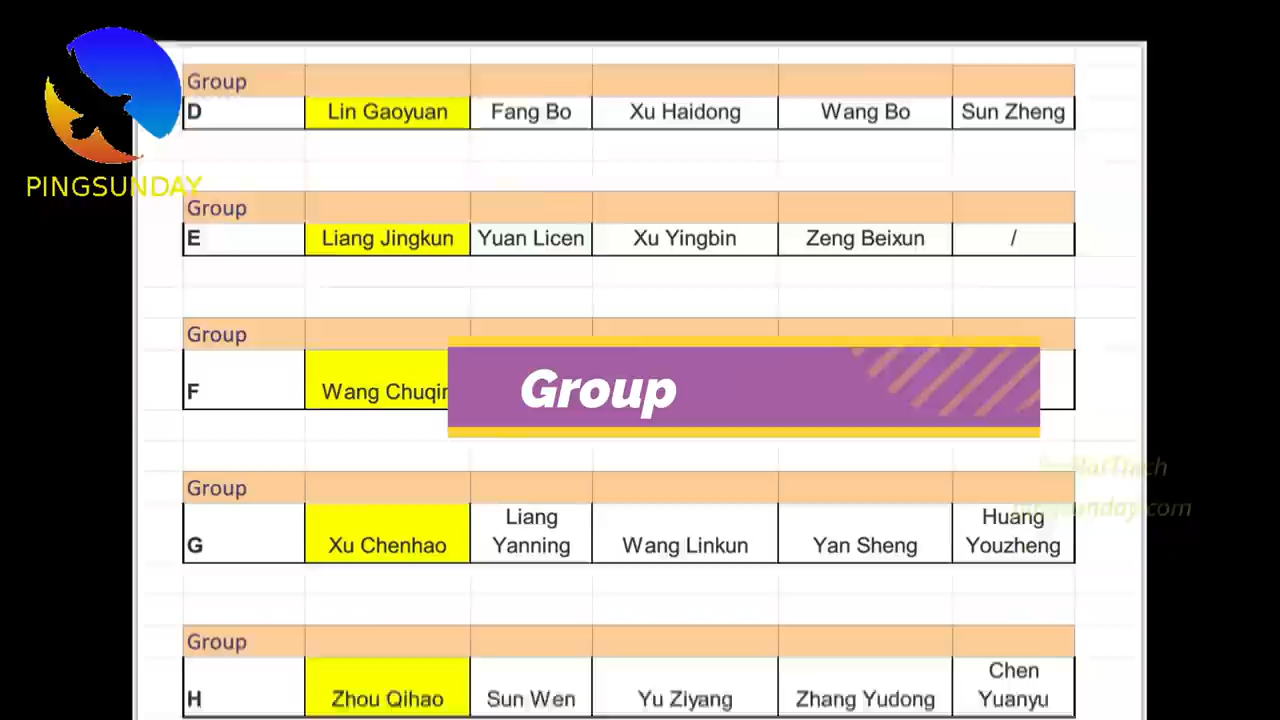 PINGSUNDAY
Group
D Lin Gaoyuan Fang Bo Xu Haidong Wang Bo Sun Zheng
Group
E Liang Jingkun Yuan Licen Xu Yingbin Zeng Beixun /
Group
F Wang Chuqin
Group
Group
G Xu Chenhao Liang Yanning Wang Linkun Yan Sheng Huang Youzheng
Group
H Zhou Qihao Sun Wen Yu Ziyang Zhang Yudong Chen Yuanyu